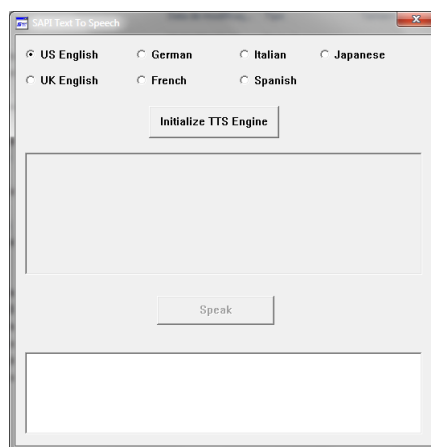 SAPI Text To Speech
US English German Italian Japanese
UK English French Spanish
Initialize TTS Engine
Speak